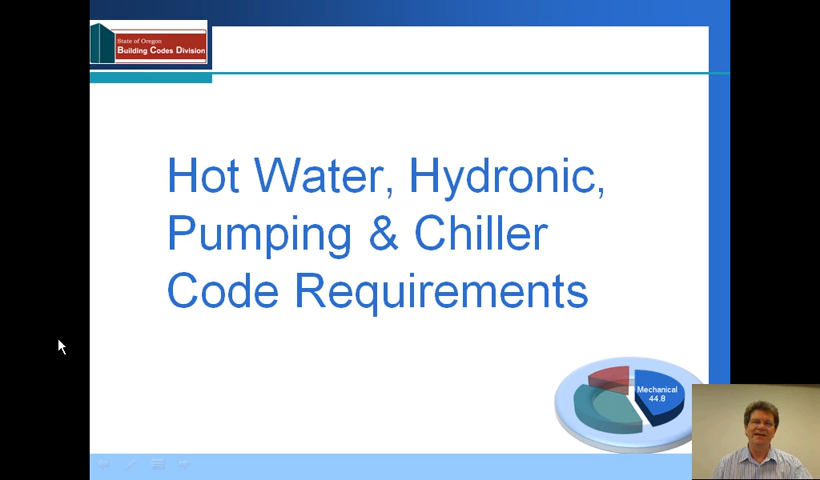 State of Oregon
Building Codes Division
Hot Water, Hydronic,
Pumping & Chiller
Code Requirements
Mechanical
44.8